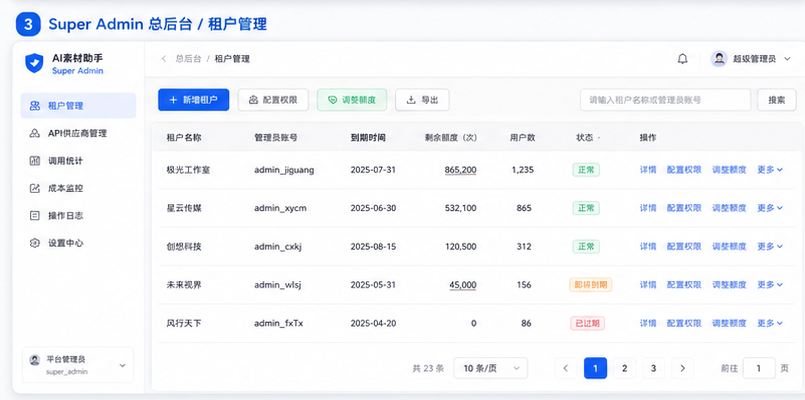 3 Super Admin 总后台 / 租户管理
AI素材助手
Super Admin
总后台 / 租户管理
超级管理员
租户管理
API供应商管理
调用统计
成本监控
操作日志
设置中心
平台管理员
super_admin
+ 新增租户 配置权限 调整额度 导出 请输入租户名称或管理员账号 搜索
租户名称 管理员账号 到期时间 剩余额度（次） 用户数 状态 操作
极光工作室 admin_jiguang 2025-07-31 865,200 1,235 正常 详情 配置权限 调整额度 更多
星云传媒 admin_xycm 2025-06-30 532,100 865 正常 详情 配置权限 调整额度 更多
创想科技 admin_cxkj 2025-08-15 120,500 312 正常 详情 配置权限 调整额度 更多
未来视界 admin_wlsj 2025-05-31 45,000 156 即将到期 详情 配置权限 调整额度 更多
风行天下 admin_fxTx 2025-04-20 0 86 已过期 详情 配置权限 调整额度 更多
共 23 条 10 条/页 1 2 3 前往 1 页